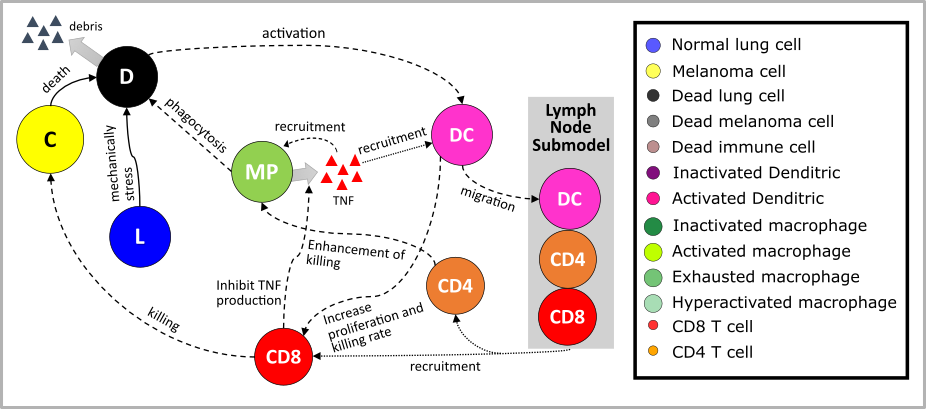 debris
activation
D
death
C
phagocytosis
recruitment
recruitment
DC
Lymph
Node
Submodel
MP
TNF
mechanically
stress
migration
DC
L
Enhancement of
killing
CD4
CD4
Inhibit TNF
production
Increase
proliferation and
killing rate
CD8
killing
CD8
recruitment
Normal lung cell
Melanoma cell
Dead lung cell
Dead melanoma cell
Dead immune cell
Inactivated Denditric
Activated Denditric
Inactivated macrophage
Activated macrophage
Exhausted macrophage
Hyperactivated macrophage
CD8 T cell
CD4 T cell